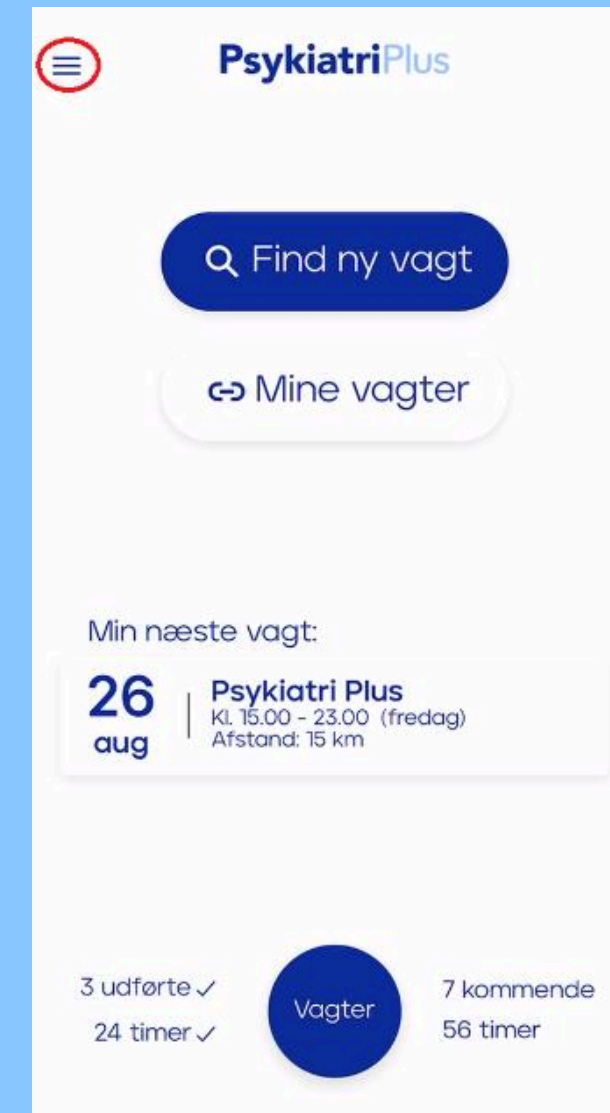 PsykiatriPlus
Find ny vagt
Mine vagter
Min næste vagt:
26
aug
Psykiatri Plus
Kl. 15.00 - 23.00 (fredag)
Afstand: 15 km
3 udførte ✓
24 timer ✓
Vagter
7 kommende
56 timer